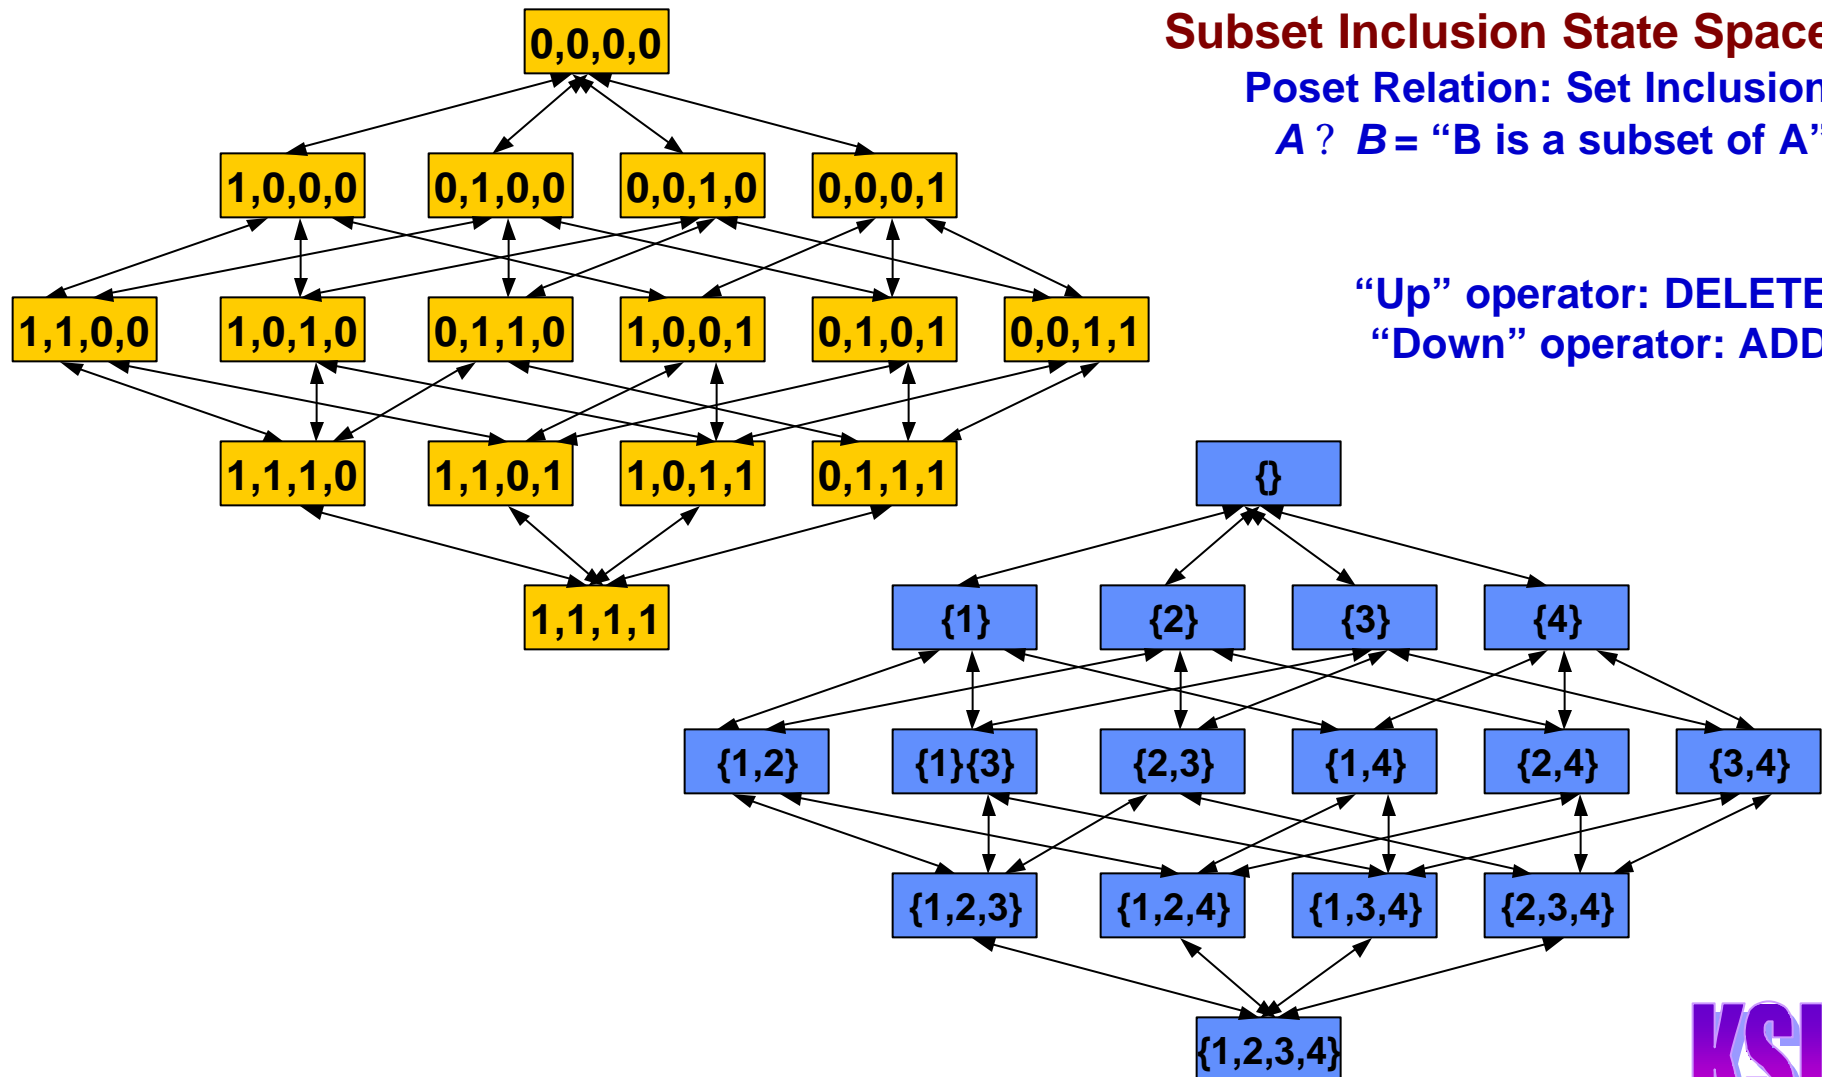 Subset Inclusion State Space
Poset Relation: Set Inclusion
A ? B = “B is a subset of A”
“Up” operator: DELETE
“Down” operator: ADD
0,0,0,0
1,0,0,0 0,1,0,0 0,0,1,0 0,0,0,1
1,1,0,0 1,0,1,0 0,1,1,0 1,0,0,1 0,1,0,1 0,0,1,1
1,1,1,0 1,1,0,1 1,0,1,1 0,1,1,1
1,1,1,1
{}
{1} {2} {3} {4}
{1,2} {1}{3} {2,3} {1,4} {2,4} {3,4}
{1,2,3} {1,2,4} {1,3,4} {2,3,4}
{1,2,3,4}